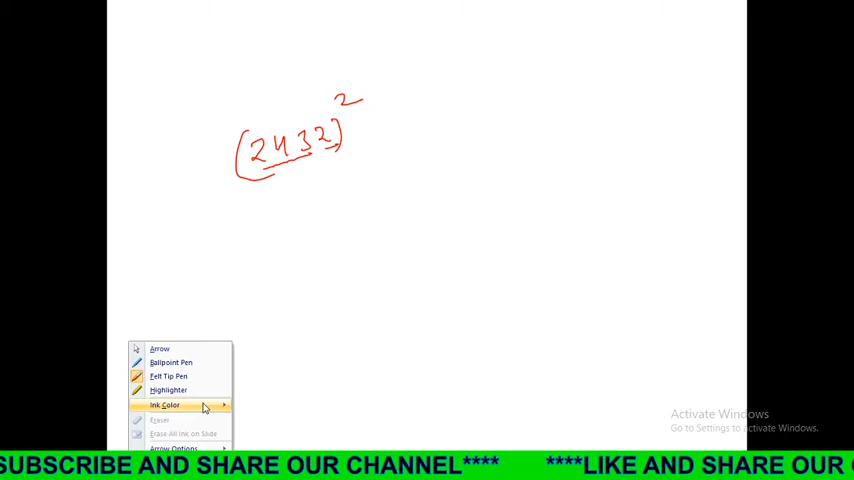 (2432)²
Arrow
Ballpoint Pen
Felt Tip Pen
Highlighter
Ink Color
Eraser
Erase All Ink on Slide
Arrow Options
Activate Windows
Go to Settings to activate Windows.
SUBSCRIBE AND SHARE OUR CHANNEL**** ****LIKE AND SHARE OUR C